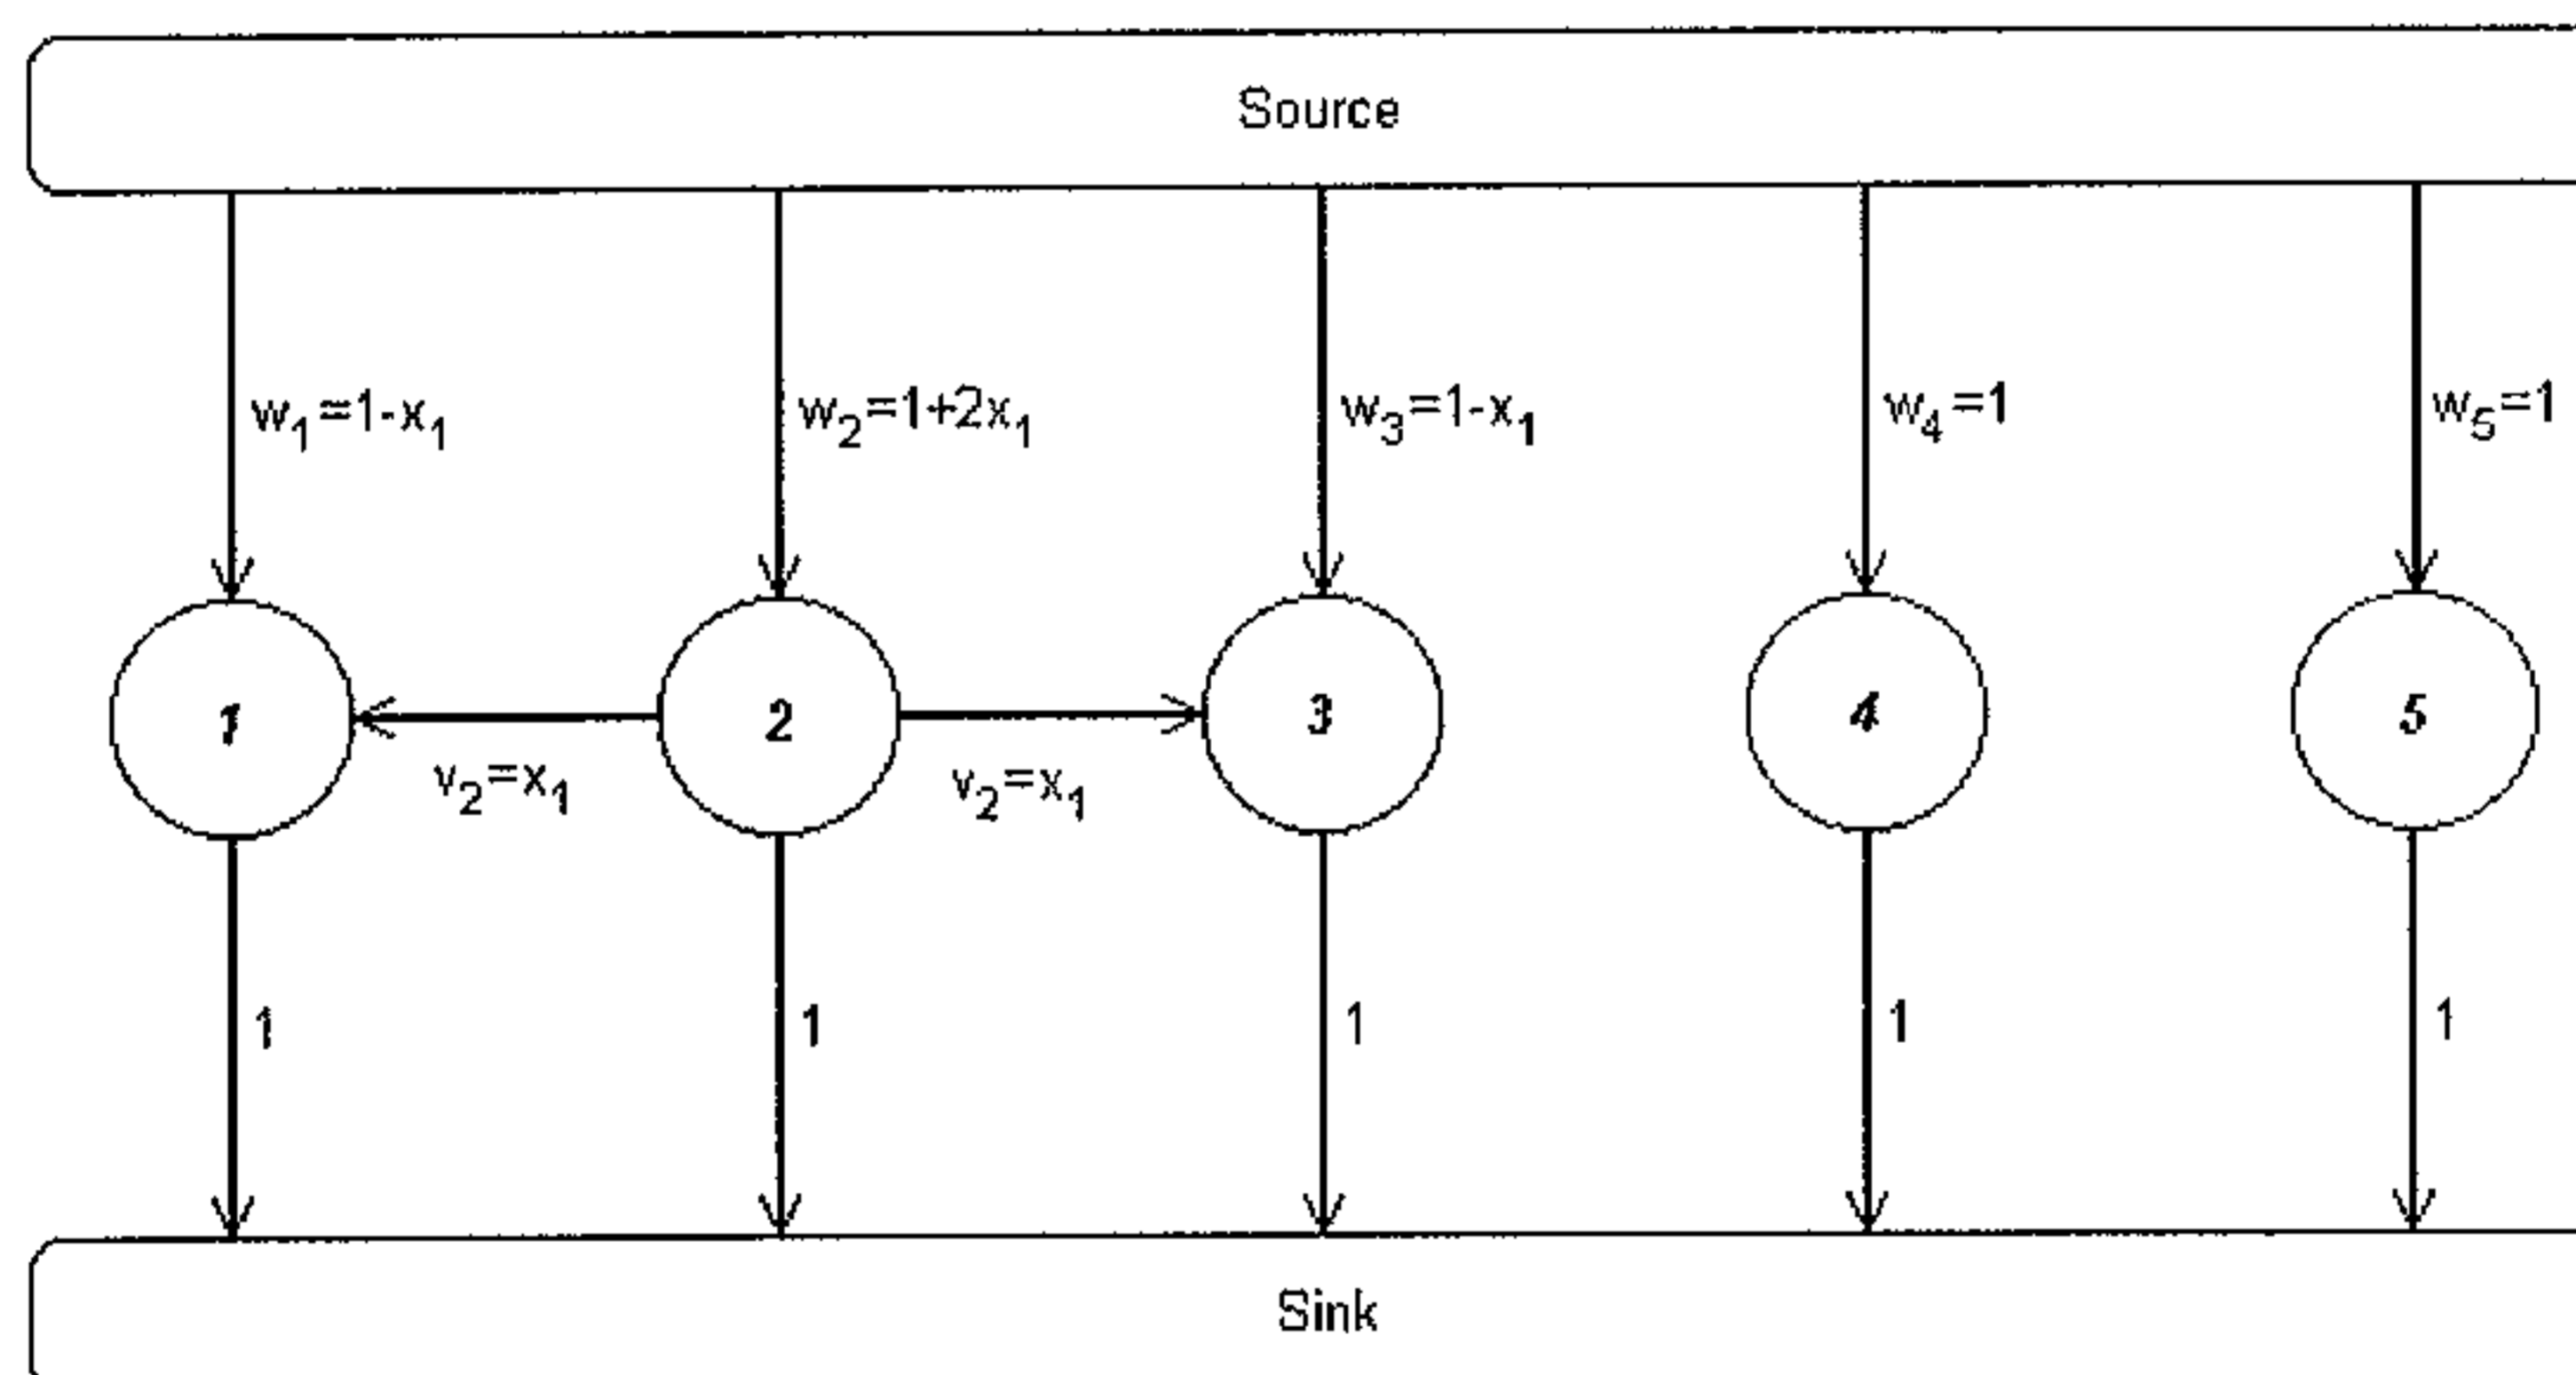 Source
w₁=1-x₁
w₂=1+2x₁
w₃=1-x₁
w₄=1
w₅=1
1
2
3
4
5
v₂=x₁
v₂=x₁
1
1
1
1
1
Sink